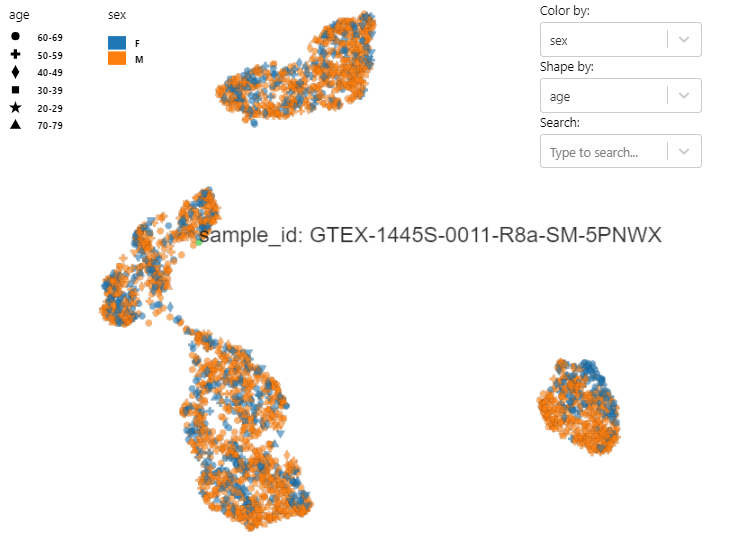 age
60-69
50-59
40-49
30-39
20-29
70-79
sex
F
M
Color by:
sex
Shape by:
age
Search:
Type to search...
sample_id: GTEX-1445S-0011-R8a-SM-5PNWX